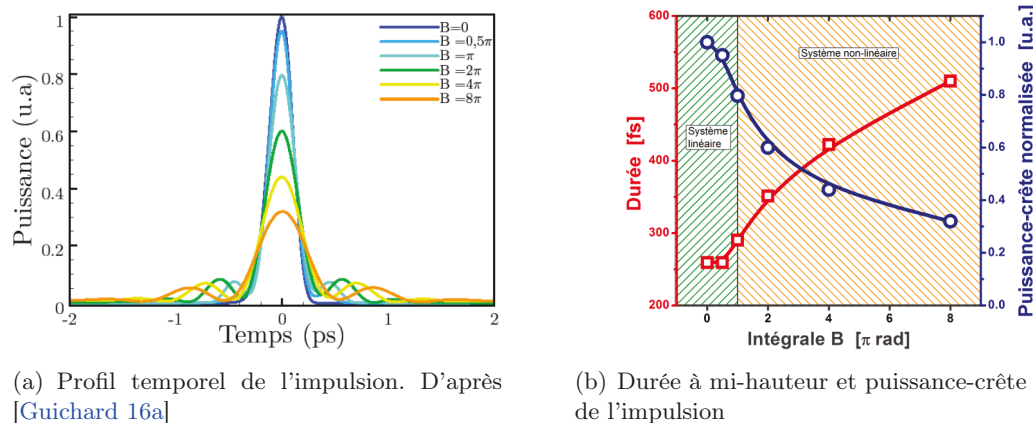 1
0.8
0.6
0.4
0.2
0
-2
-1
0
1
2
Puissance (u.a)
Temps (ps)
B=0
B =0,5π
B =π
B =2π
B =4π
B =8π
(a) Profil temporel de l'impulsion. D'après
[Guichard 16a]
600
500
400
300
200
Durée [fs]
0
2
4
6
8
Intégrale B [π rad]
1.0
0.8
0.6
0.4
0.2
0.0
Puissance-crête normalisée [u.a.]
Système
linéaire
Système non-linéaire
(b) Durée à mi-hauteur et puissance-crête
de l'impulsion